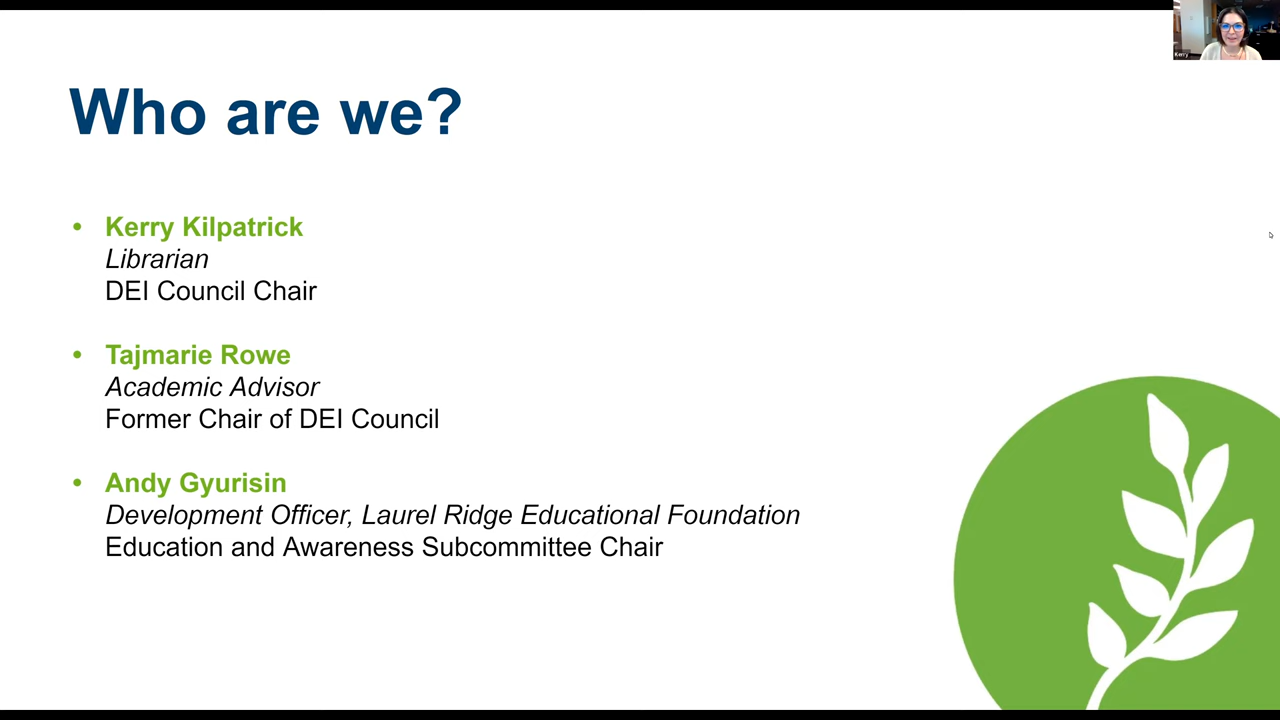 Kerry
Who are we?
• Kerry Kilpatrick
Librarian
DEI Council Chair
• Tajmarie Rowe
Academic Advisor
Former Chair of DEI Council
• Andy Gyurisin
Development Officer, Laurel Ridge Educational Foundation
Education and Awareness Subcommittee Chair